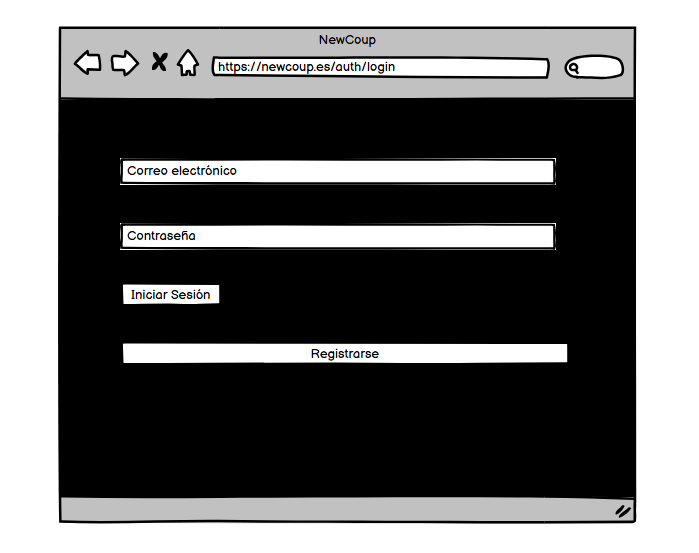 NewCoup
https://newcoup.es/auth/login
Correo electrónico
Contraseña
Iniciar Sesión
Registrarse